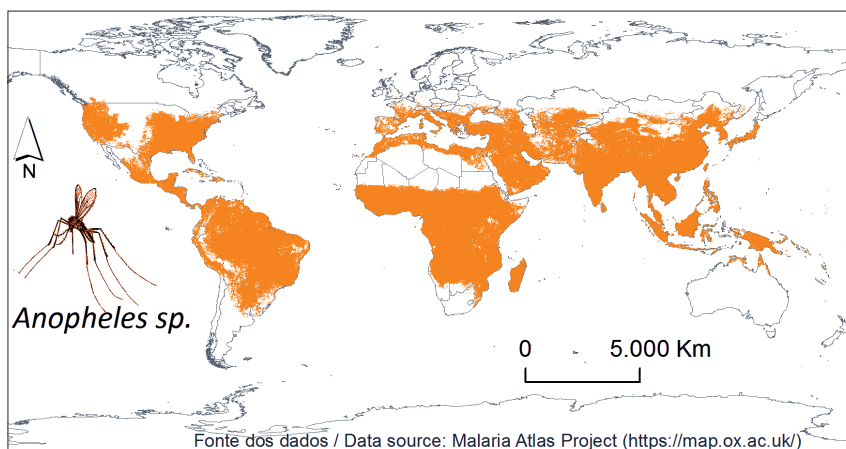 N
Anopheles sp.
0 5.000 Km
Fonte dos dados / Data source: Malaria Atlas Project (https://map.ox.ac.uk/)